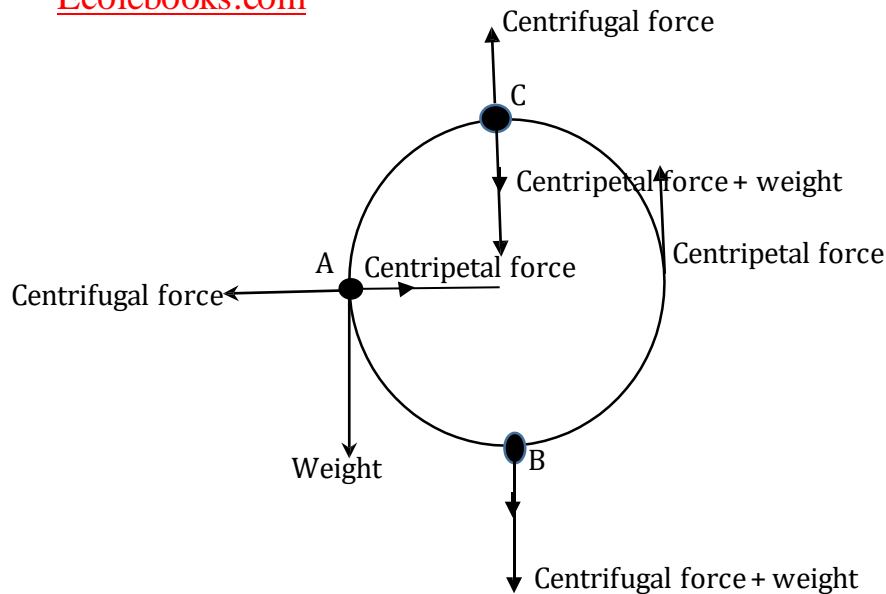 Ecolebooks.com
Centrifugal force
C
Centripetal force + weight
Centripetal force
A
Centripetal force
Centrifugal force
Weight
B
Centrifugal force + weight